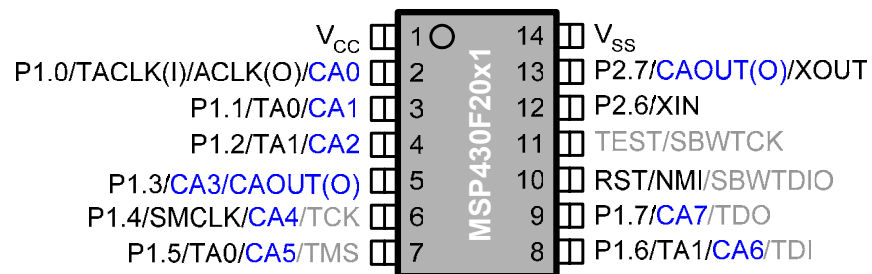 VCC 1 14 VSS
P1.0/TACLK(I)/ACLK(O)/CA0 2 13 P2.7/CAOUT(O)/XOUT
P1.1/TA0/CA1 3 12 P2.6/XIN
P1.2/TA1/CA2 4 11 TEST/SBWTCK
P1.3/CA3/CAOUT(O) 5 10 RST/NMI/SBWTDIO
P1.4/SMCLK/CA4/TCK 6 9 P1.7/CA7/TDO
P1.5/TA0/CA5/TMS 7 8 P1.6/TA1/CA6/TDI
MSP430F20x1